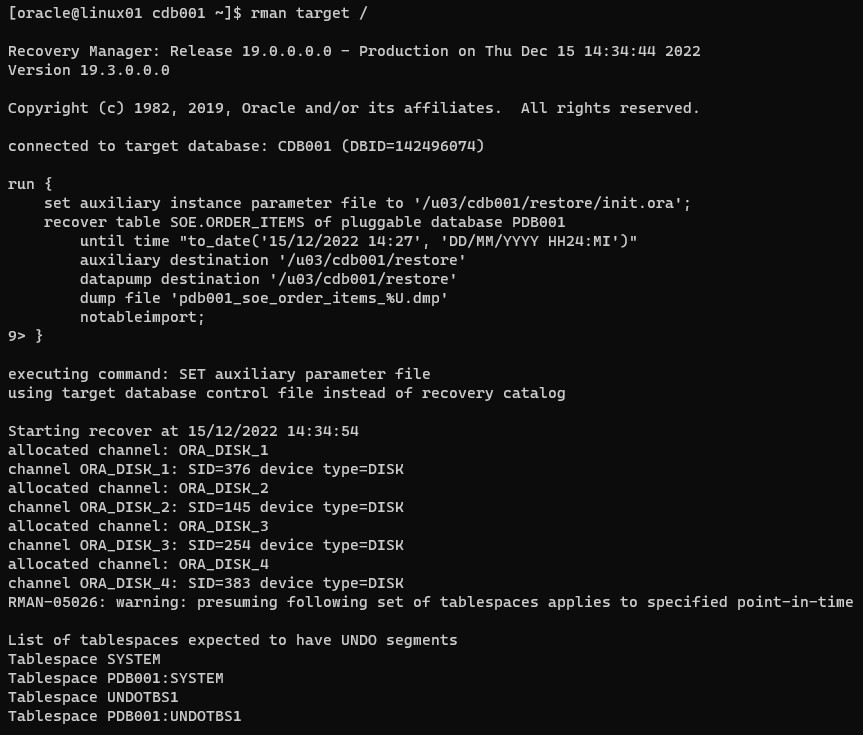 [oracle@linux01 cdb001 ~]$ rman target /
Recovery Manager: Release 19.0.0.0.0 - Production on Thu Dec 15 14:34:44 2022
Version 19.3.0.0.0
Copyright (c) 1982, 2019, Oracle and/or its affiliates.  All rights reserved.
connected to target database: CDB001 (DBID=142496074)
run {
    set auxiliary instance parameter file to '/u03/cdb001/restore/init.ora';
    recover table SOE.ORDER_ITEMS of pluggable database PDB001
        until time "to_date('15/12/2022 14:27', 'DD/MM/YYYY HH24:MI')"
        auxiliary destination '/u03/cdb001/restore'
        datapump destination '/u03/cdb001/restore'
        dump file 'pdb001_soe_order_items_%U.dmp'
        notableimport;
9> }
executing command: SET auxiliary parameter file
using target database control file instead of recovery catalog
Starting recover at 15/12/2022 14:34:54
allocated channel: ORA_DISK_1
channel ORA_DISK_1: SID=376 device type=DISK
allocated channel: ORA_DISK_2
channel ORA_DISK_2: SID=145 device type=DISK
allocated channel: ORA_DISK_3
channel ORA_DISK_3: SID=254 device type=DISK
allocated channel: ORA_DISK_4
channel ORA_DISK_4: SID=383 device type=DISK
RMAN-05026: warning: presuming following set of tablespaces applies to specified point-in-time
List of tablespaces expected to have UNDO segments
Tablespace SYSTEM
Tablespace PDB001:SYSTEM
Tablespace UNDOTBS1
Tablespace PDB001:UNDOTBS1